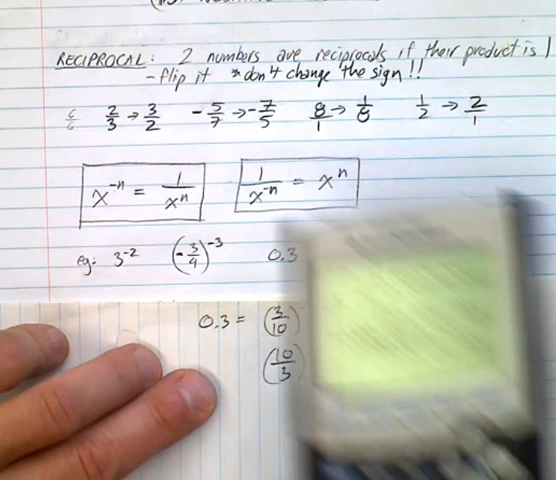 RECIPROCAL: 2 numbers are reciprocals if their product is 1
- flip it *don't change the sign!!
2/3 → 3/2 -5/7 → -7/5 8/1 → 1/8 1/2 → 2/1
x^-n = 1/x^n 1/x^-n = x^n
eg: 3^-2 (-3/4)^-3 0.3
0.3 = (3/10)
(10/3)